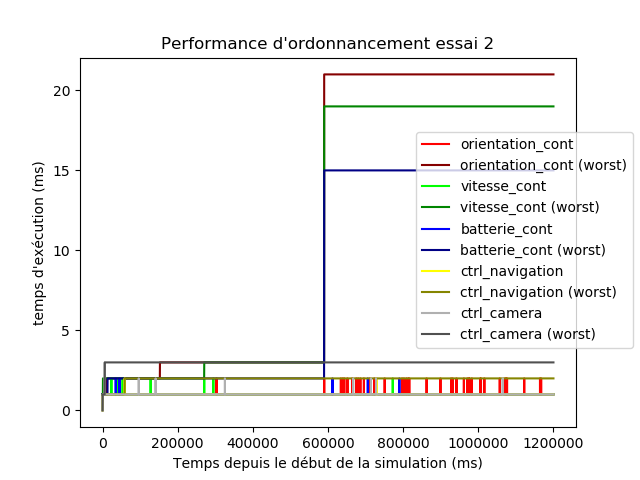 Performance d'ordonnancement essai 2
temps d'exécution (ms)
20
15
10
5
0
orientation_cont
orientation_cont (worst)
vitesse_cont
vitesse_cont (worst)
batterie_cont
batterie_cont (worst)
ctrl_navigation
ctrl_navigation (worst)
ctrl_camera
ctrl_camera (worst)
0 200000 400000 600000 800000 1000000 1200000
Temps depuis le début de la simulation (ms)